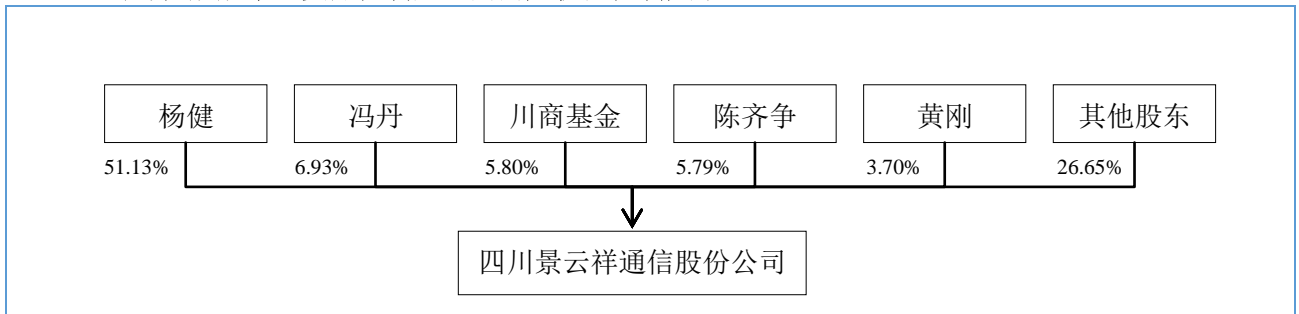 杨健 冯丹 川商基金 陈齐争 黄刚 其他股东
51.13% 6.93% 5.80% 5.79% 3.70% 26.65%
四川景云祥通信股份公司